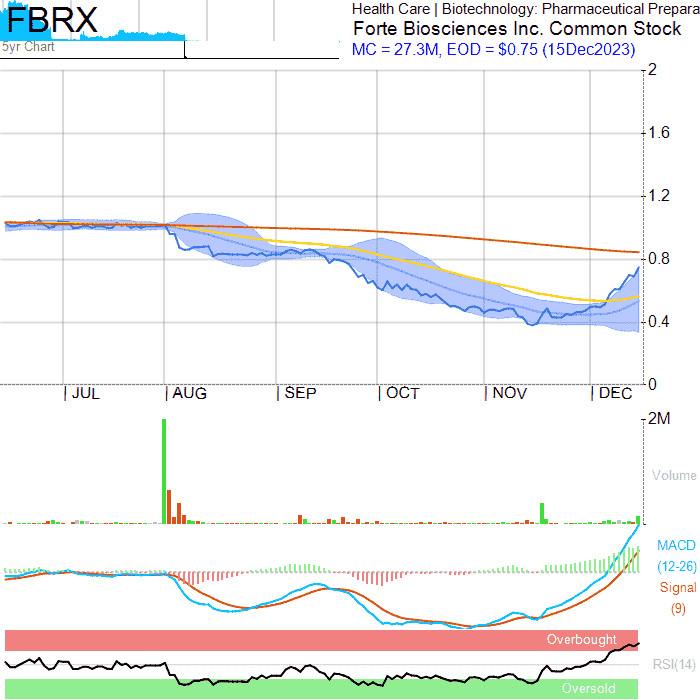 FBRX
5yr Chart
Health Care | Biotechnology: Pharmaceutical Prepara
Forte Biosciences Inc. Common Stock
MC = 27.3M, EOD = $0.75 (15Dec2023)
2
1.6
1.2
0.8
0.4
0
JUL AUG SEP OCT NOV DEC
2M
Volume
MACD
(12-26)
Signal
(9)
Overbought
RSI(14)
Oversold